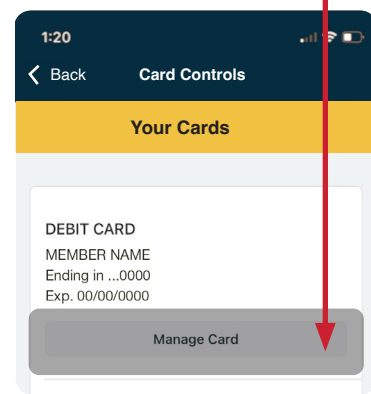 1:20
Back Card Controls
Your Cards
DEBIT CARD
MEMBER NAME
Ending in ...0000
Exp. 00/00/0000
Manage Card